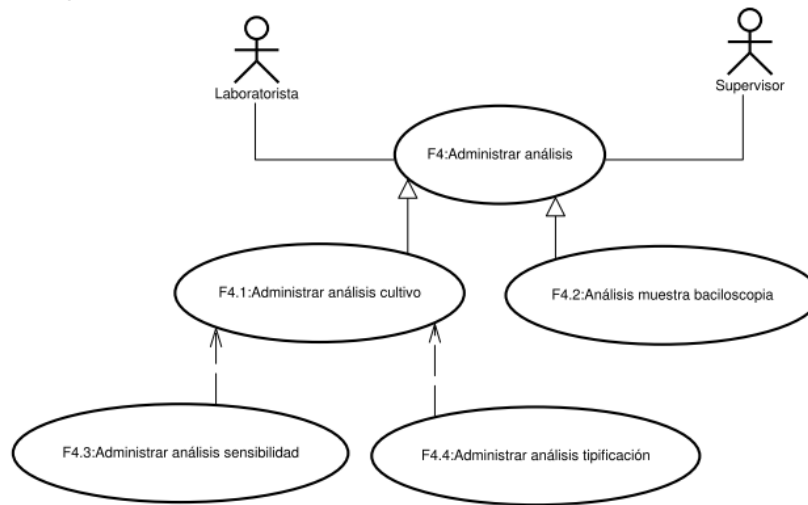 Laboratorista
Supervisor
F4:Administrar análisis
F4.1:Administrar análisis cultivo
F4.2:Análisis muestra baciloscopia
F4.3:Administrar análisis sensibilidad
F4.4:Administrar análisis tipificación